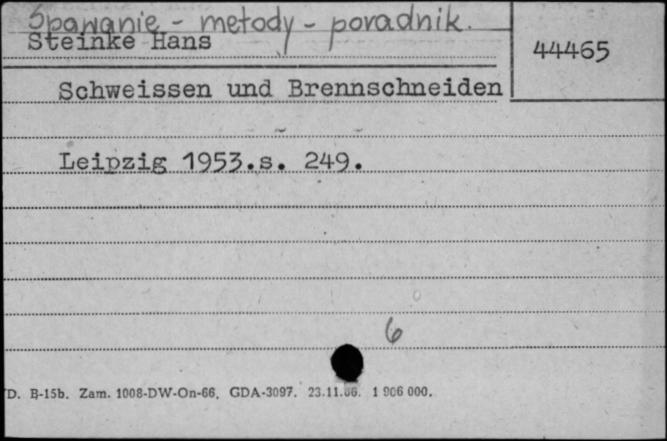 Spawanie - metody - poradnik.
Steinke Hans
44465
Schweissen und Brennschneiden
Leipzig 1953.s. 249.
6
D. B-15b. Zam. 1008-DW-On-66. GDA-3097. 23.11.66. 1 906 000.